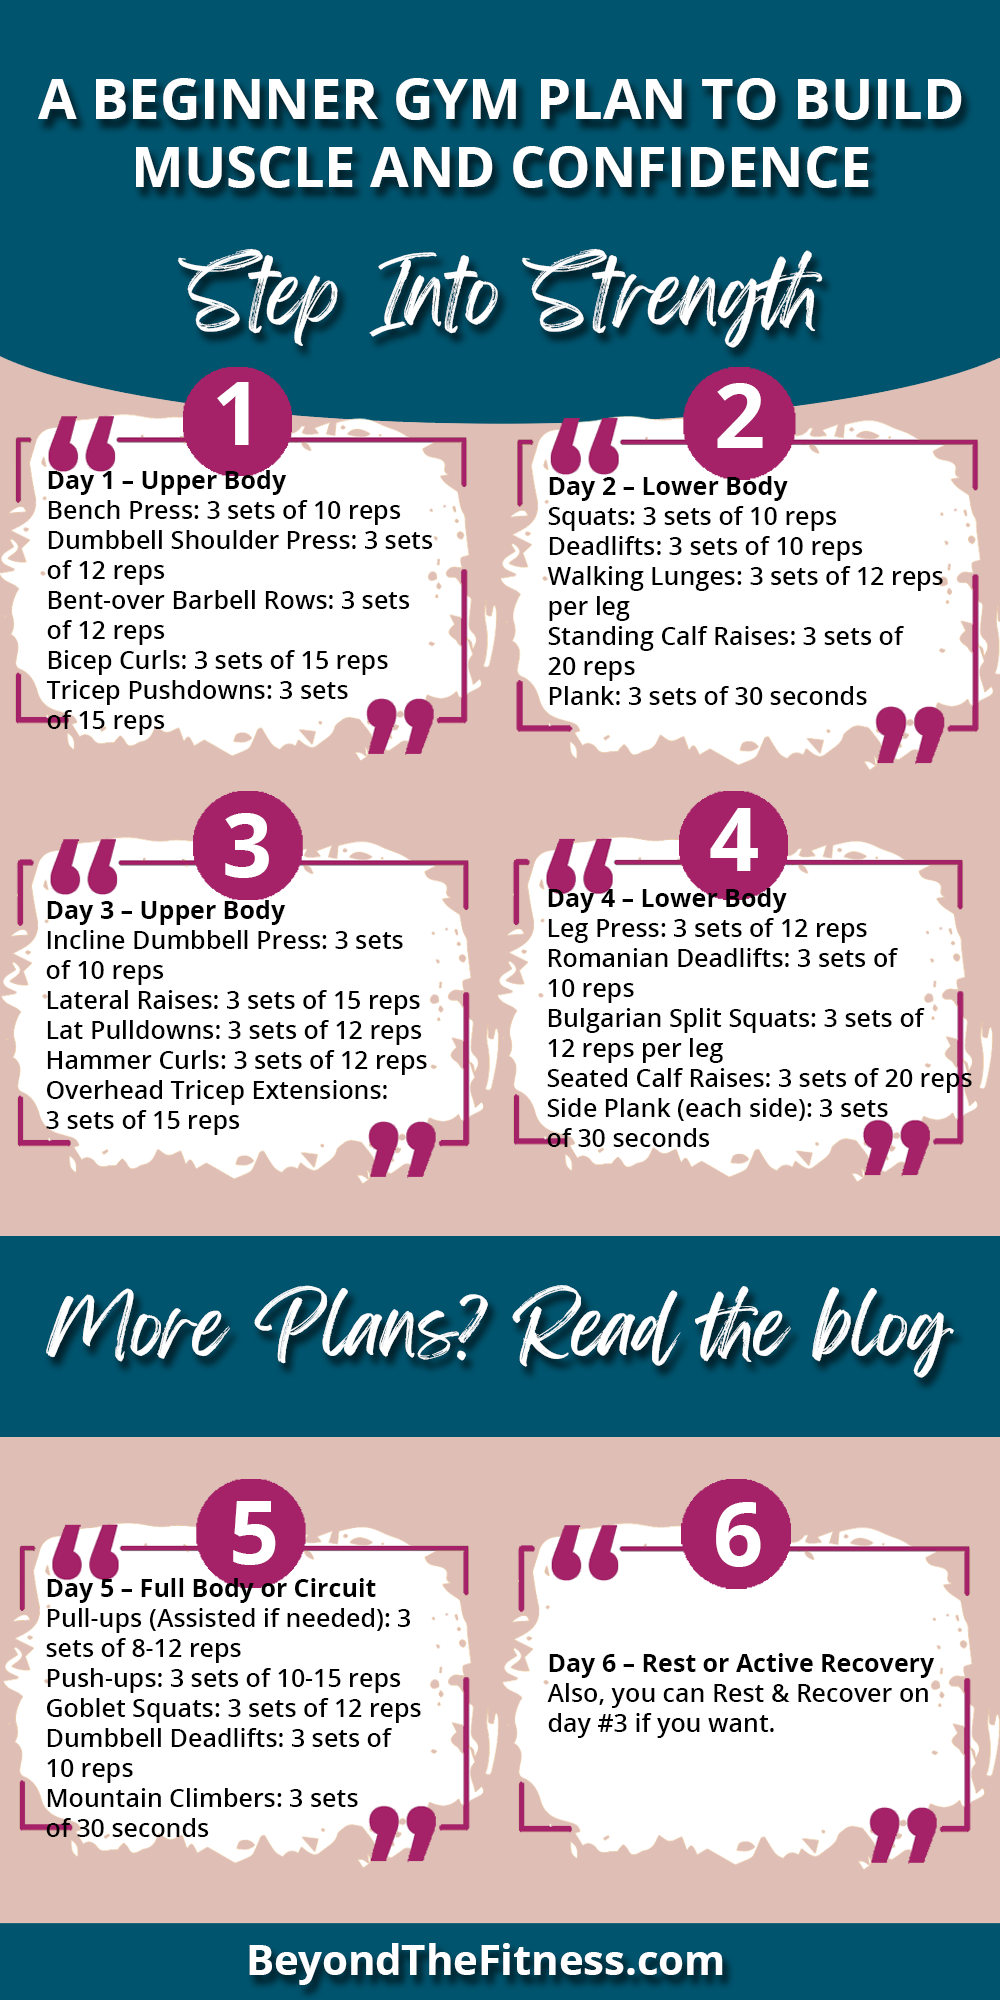 A BEGINNER GYM PLAN TO BUILD
MUSCLE AND CONFIDENCE
Step Into Strength
1
Day 1 – Upper Body
Bench Press: 3 sets of 10 reps
Dumbbell Shoulder Press: 3 sets
of 12 reps
Bent-over Barbell Rows: 3 sets
of 12 reps
Bicep Curls: 3 sets of 15 reps
Tricep Pushdowns: 3 sets
of 15 reps
2
Day 2 – Lower Body
Squats: 3 sets of 10 reps
Deadlifts: 3 sets of 10 reps
Walking Lunges: 3 sets of 12 reps
per leg
Standing Calf Raises: 3 sets of
20 reps
Plank: 3 sets of 30 seconds
3
Day 3 – Upper Body
Incline Dumbbell Press: 3 sets
of 10 reps
Lateral Raises: 3 sets of 15 reps
Lat Pulldowns: 3 sets of 12 reps
Hammer Curls: 3 sets of 12 reps
Overhead Tricep Extensions:
3 sets of 15 reps
4
Day 4 – Lower Body
Leg Press: 3 sets of 12 reps
Romanian Deadlifts: 3 sets of
10 reps
Bulgarian Split Squats: 3 sets of
12 reps per leg
Seated Calf Raises: 3 sets of 20 reps
Side Plank (each side): 3 sets
of 30 seconds
More Plans? Read the blog
5
Day 5 – Full Body or Circuit
Pull-ups (Assisted if needed): 3
sets of 8-12 reps
Push-ups: 3 sets of 10-15 reps
Goblet Squats: 3 sets of 12 reps
Dumbbell Deadlifts: 3 sets of
10 reps
Mountain Climbers: 3 sets
of 30 seconds
6
Day 6 – Rest or Active Recovery
Also, you can Rest & Recover on
day #3 if you want.
BeyondTheFitness.com